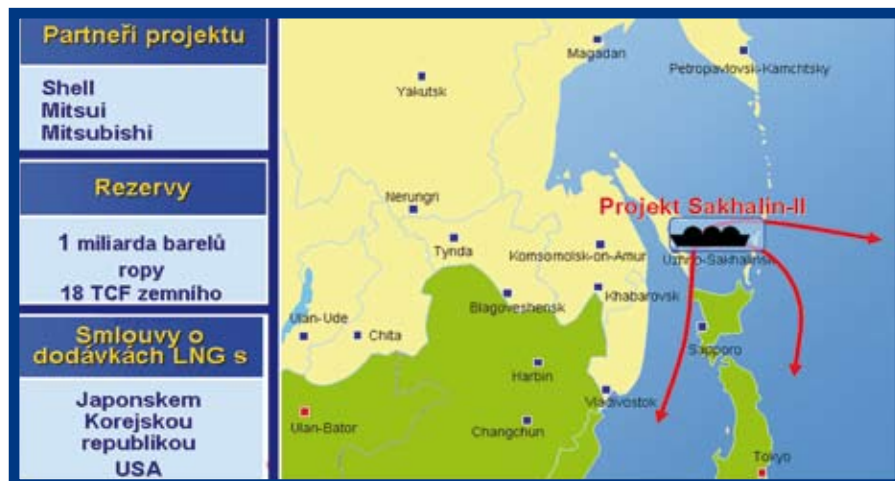 Partneři projektu
Shell
Mitsui
Mitsubishi
Rezervy
1 miliarda barelů
ropy
18 TCF zemního
Smlouvy o
dodávkách LNG s
Japonskem
Korejskou
republikou
USA
Magadan
Petropavlovsk-Kamchtsky
Yakutsk
Nerungri
Projekt Sakhalin-II
Tynda
Komsomolsk-on-Amur
Uzhno-Sakhalinsk
Blagoveshensk
Khabarovsk
Ulan-Ude
Chita
Sapporo
Harbin
Vladivostok
Ulan-Bator
Changchun
Tokyo